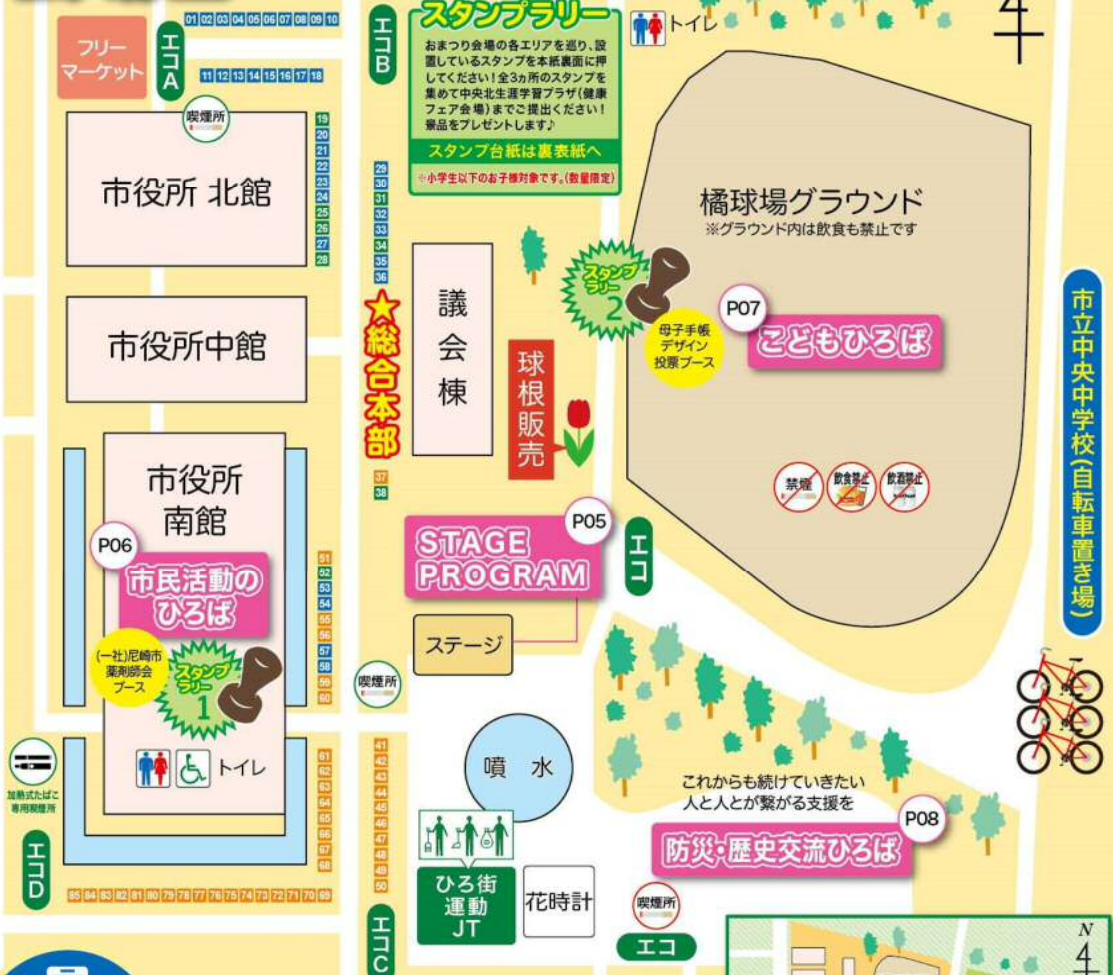 01 02 03 04 05 06 07 08 09 10
フリー
マーケット
エコA
11 12 13 14 15 16 17 18
エコB
スタンプラリー
おまつり会場の各エリアを巡り、設
置しているスタンプを本紙裏面に押
してください!全3ヵ所のスタンプを
集めて中央北生涯学習プラザ(健康
フェア会場)までご提出ください!
景品をプレゼントします♪
スタンプ台紙は裏表紙へ
※小学生以下のお子様対象です。(数量限定)
トイレ
喫煙所
19
20
21
22
23
24
25
26
27
28
市役所 北館
29
30
31
32
33
34
35
36
橘球場グラウンド
※グラウンド内は飲食も禁止です
スタンプ
ラリー
2
母子手帳
デザイン
投票ブース
P07
こどもひろば
市役所中館
★総合本部
議会棟
球根販売
市立中央中学校(自転車置き場)
37
38
禁煙
飲食禁止
飲酒禁止
市役所
南館
P06
市民活動の
ひろば
(一社)尼崎市
薬剤師会
ブース
スタンプ
ラリー
1
51
52
53
54
55
56
57
58
59
60
P05
STAGE
PROGRAM
エコ
ステージ
喫煙所
トイレ
加熱式たばこ
専用喫煙所
エコD
61
62
63
64
65
66
67
68
85 84 83 82 81 80 79 78 77 76 75 74 73 72 71 70 69
41
42
43
44
45
46
47
48
49
50
エコC
噴水
ひろ街
運動
JT
花時計
これからも続けていきたい
人と人とが繋がる支援を
P08
防災・歴史交流ひろば
喫煙所
エコ
N